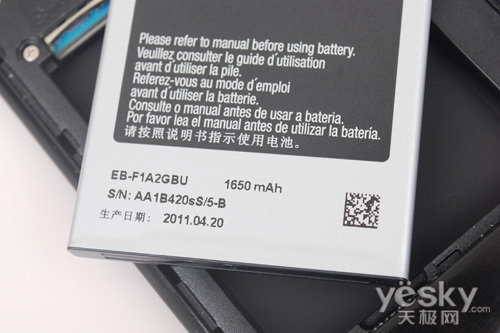 Please refer to manual before using battery.
Veuillez consulter le guide d'utilisation
avant d'utiliser la pile.
Referez-vous au mode d'emploi
avant d'utiliser la batterie.
Consulte o manual antes de usar a bateria.
Por favor lea el manual antes de utilizar la batería.
请按照说明书指示使用电池。
EB-F1A2GBU 1650 mAh
S/N: AA1B420sS/5-B
生产日期: 2011.04.20
yesky
天极网.com